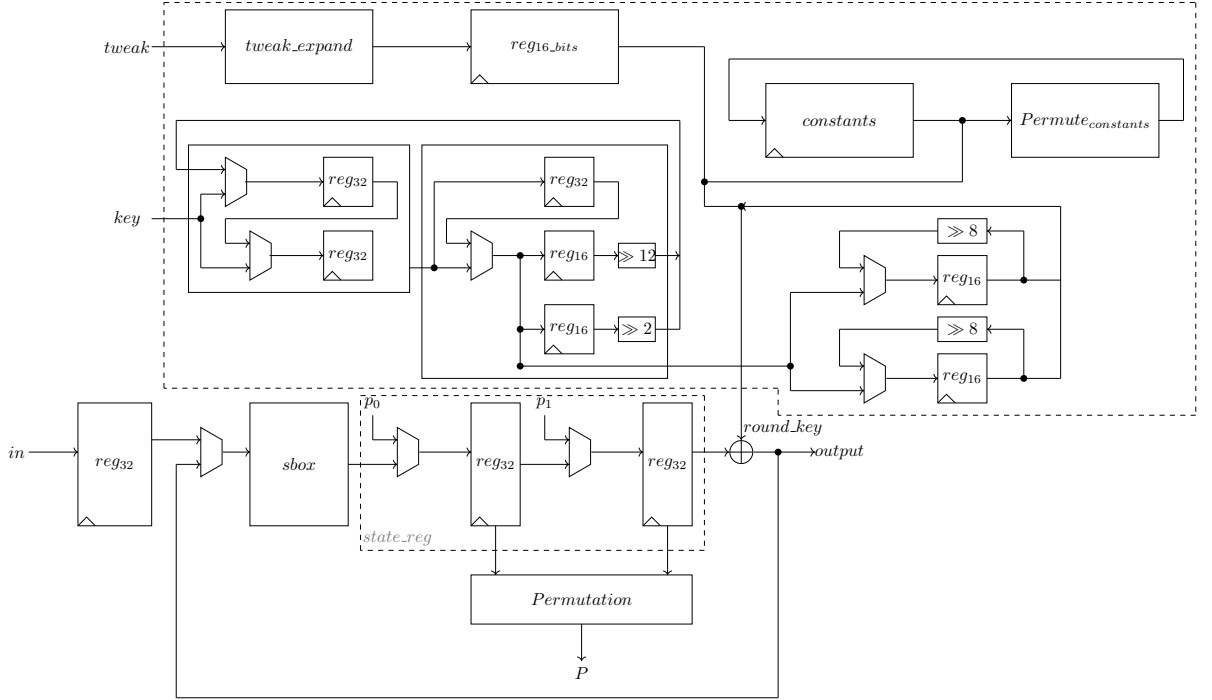 tweak
tweak_expand
reg16_bits
constants
Permuteconstants
key
reg32
reg32
reg32
reg16
≫ 12
reg16
≫ 2
≫ 8
reg16
≫ 8
reg16
in
reg32
sbox
p0
reg32
p1
reg32
round_key
output
state_reg
Permutation
P